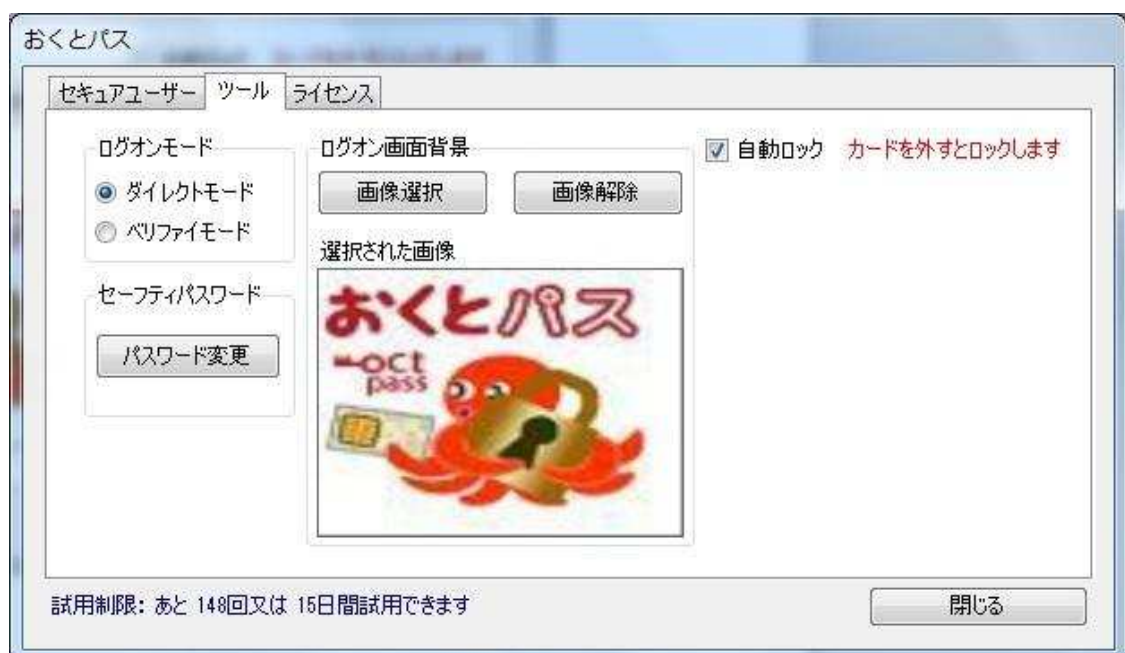 おくとパス
セキュアユーザー ツール ライセンス
ログオンモード
ダイレクトモード
ベリファイモード
セーフティパスワード
パスワード変更
ログオン画面背景
画像選択 画像解除
選択された画像
おくとパス
oct
pass
自動ロック カードを外すとロックします
試用制限: あと 148回又は 15日間試用できます
閉じる